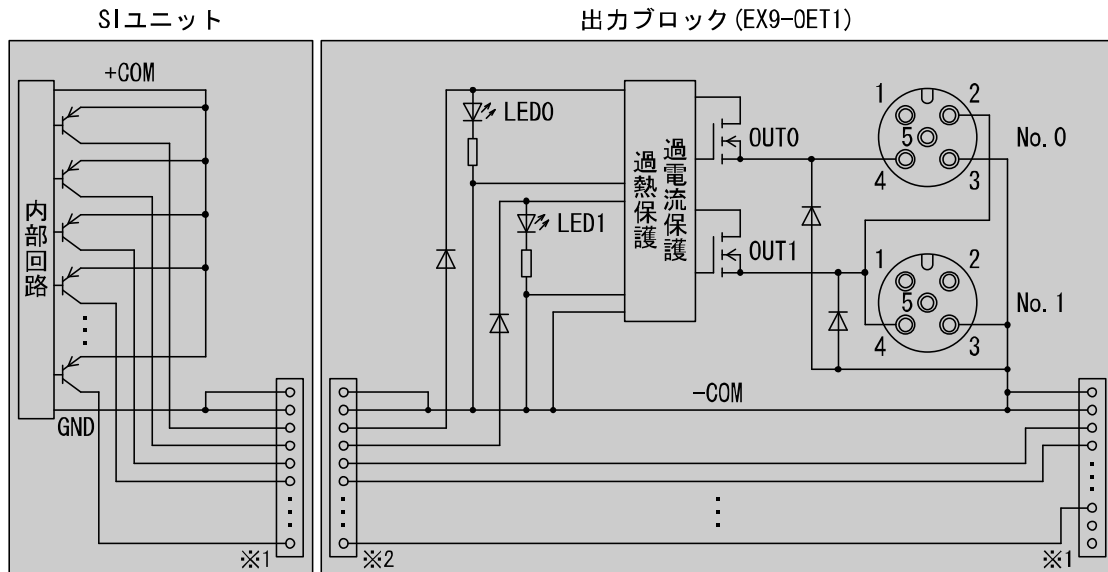 SIユニット
出力ブロック(EX9-OET1)
+COM
内部回路
GND
※1
LED0
LED1
過電流保護
過熱保護
OUT0
OUT1
1
2
5
4
3
No. 0
1
2
5
4
3
No. 1
-COM
※2
※1